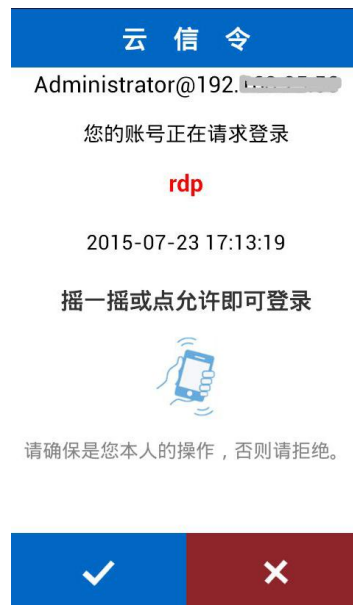 云信令
Administrator@192.
您的账号正在请求登录
rdp
2015-07-23 17:13:19
摇一摇或点允许即可登录
请确保是您本人的操作，否则请拒绝。